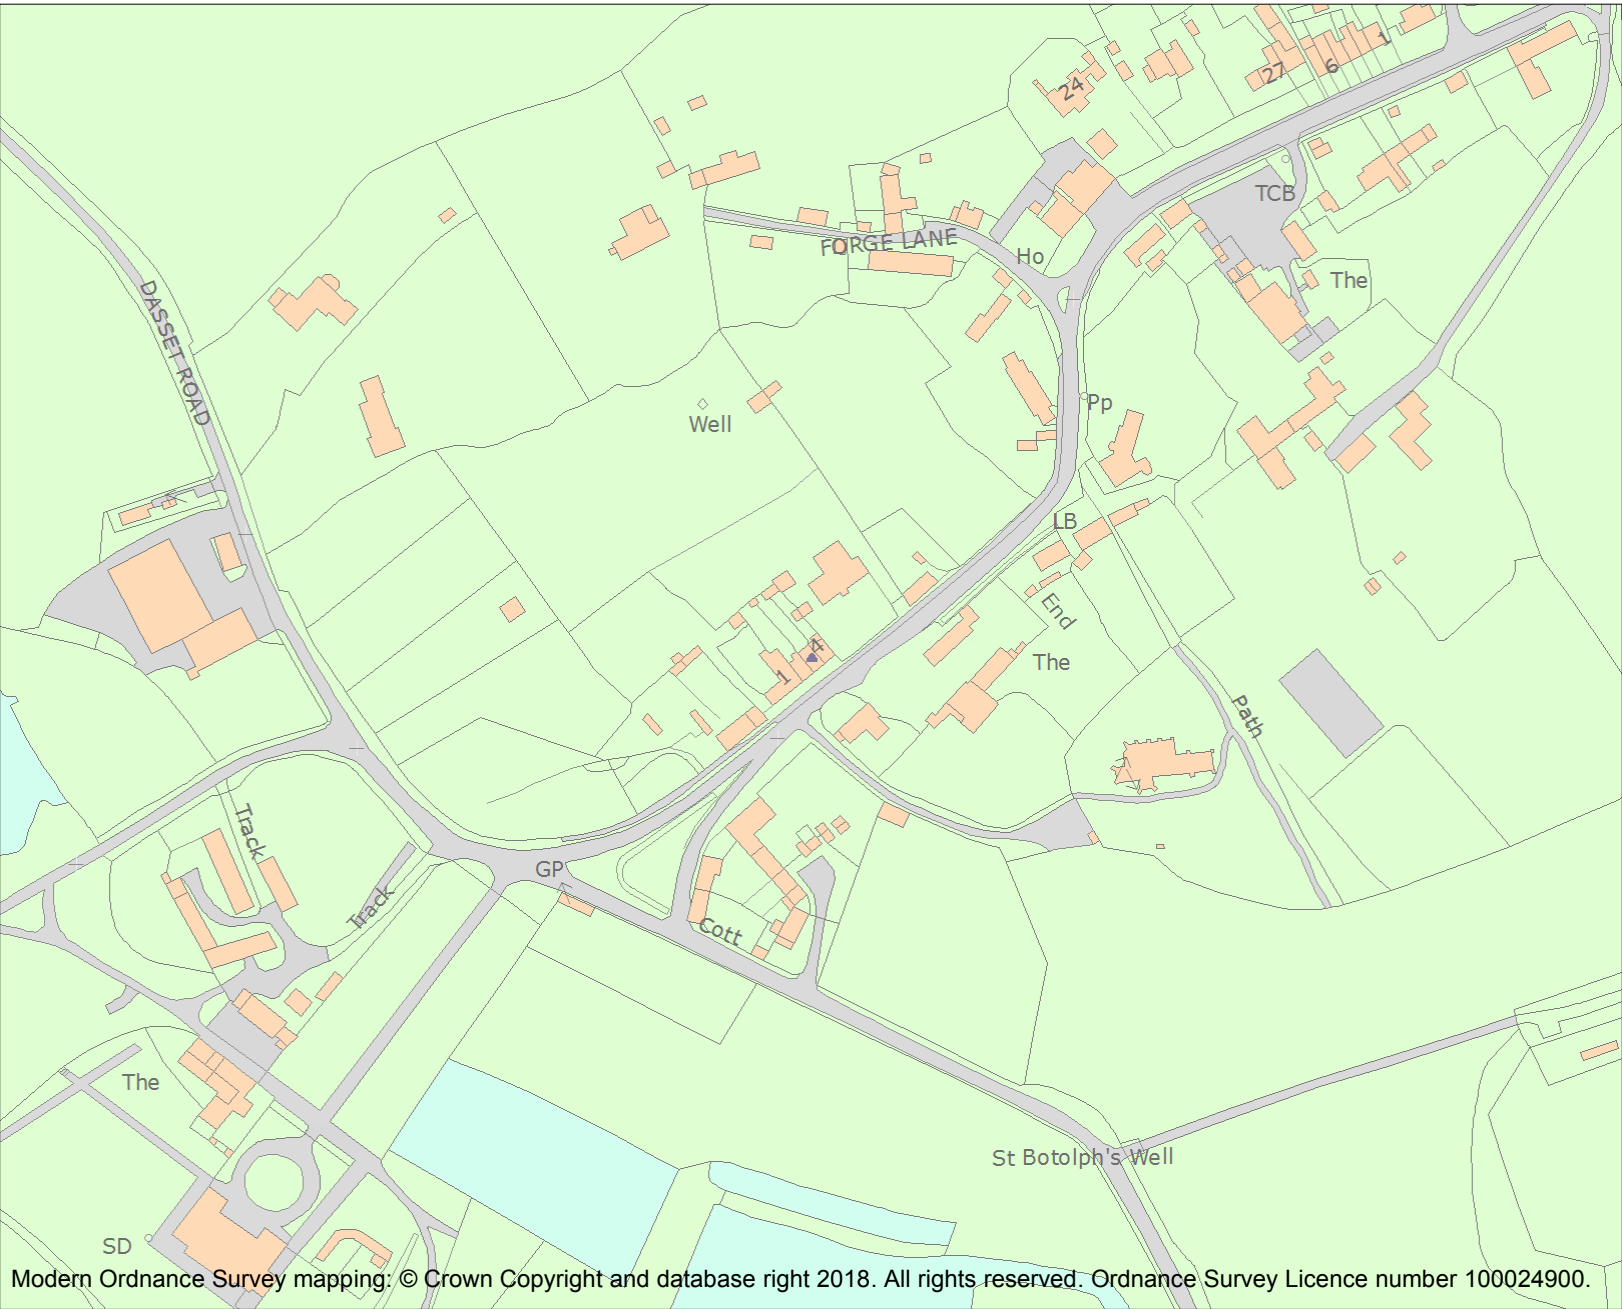 1
27
6
24
TCB
FORGE LANE
Ho
The
DASSET ROAD
Pp
Well
LB
End
4
The
1
Path
Track
GP
Track
Cott
The
St Botolph's Well
SD
Modern Ordnance Survey mapping: © Crown Copyright and database right 2018. All rights reserved. Ordnance Survey Licence number 100024900.